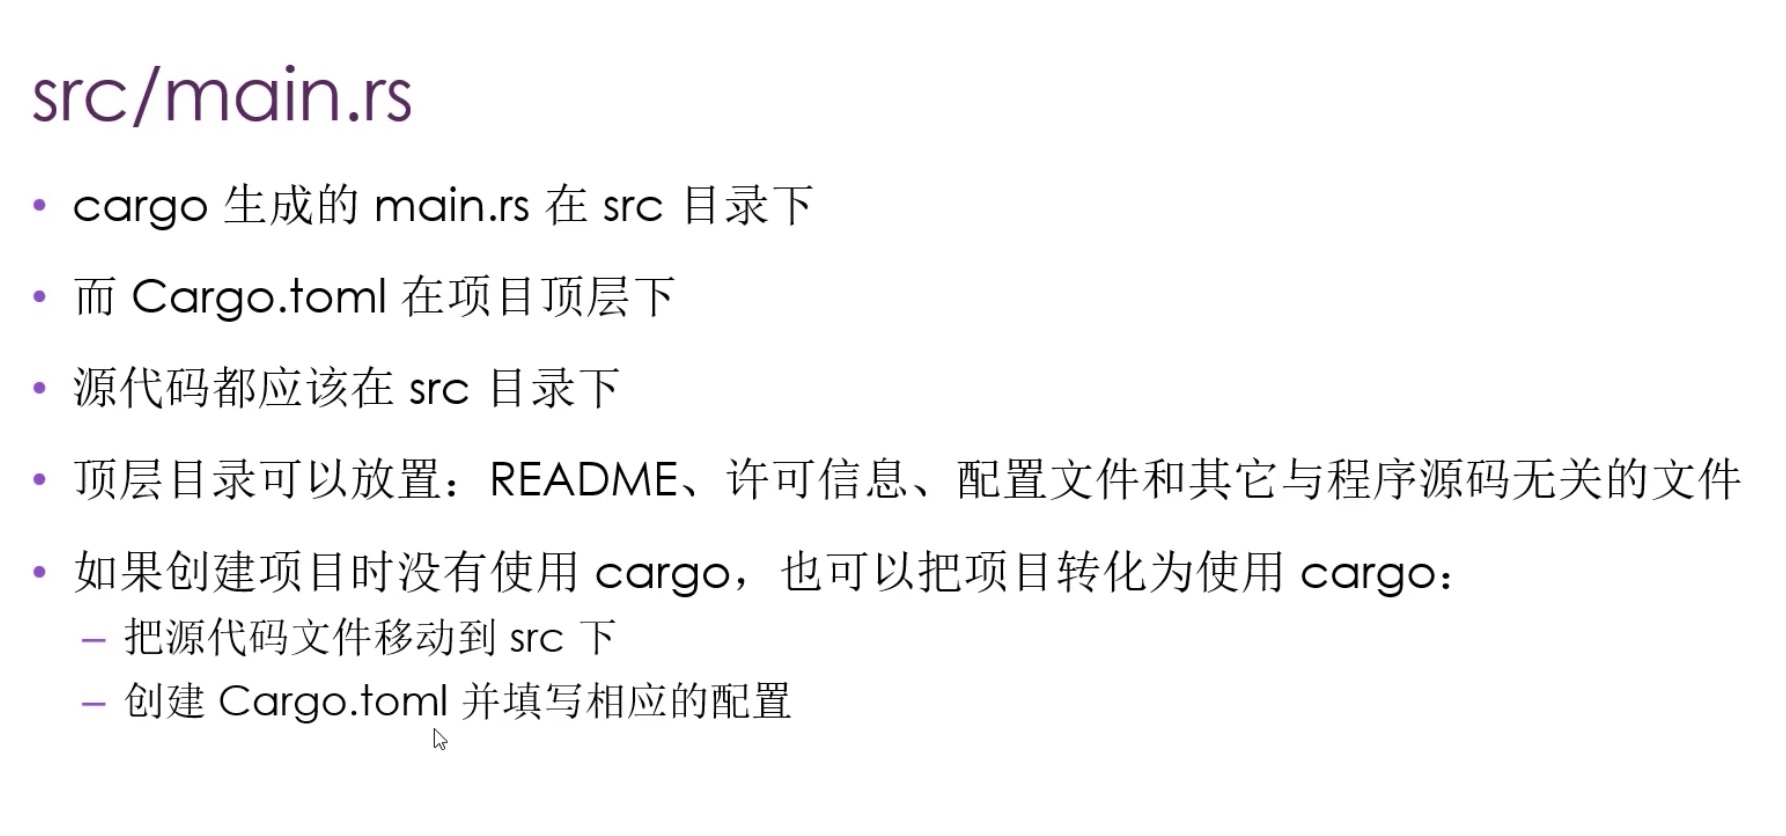 src/main.rs
• cargo 生成的 main.rs 在 src 目录下
• 而 Cargo.toml 在项目顶层下
• 源代码都应该在 src 目录下
• 顶层目录可以放置：README、许可信息、配置文件和其它与程序源码无关的文件
• 如果创建项目时没有使用 cargo，也可以把项目转化为使用 cargo：
– 把源代码文件移动到 src 下
– 创建 Cargo.toml 并填写相应的配置